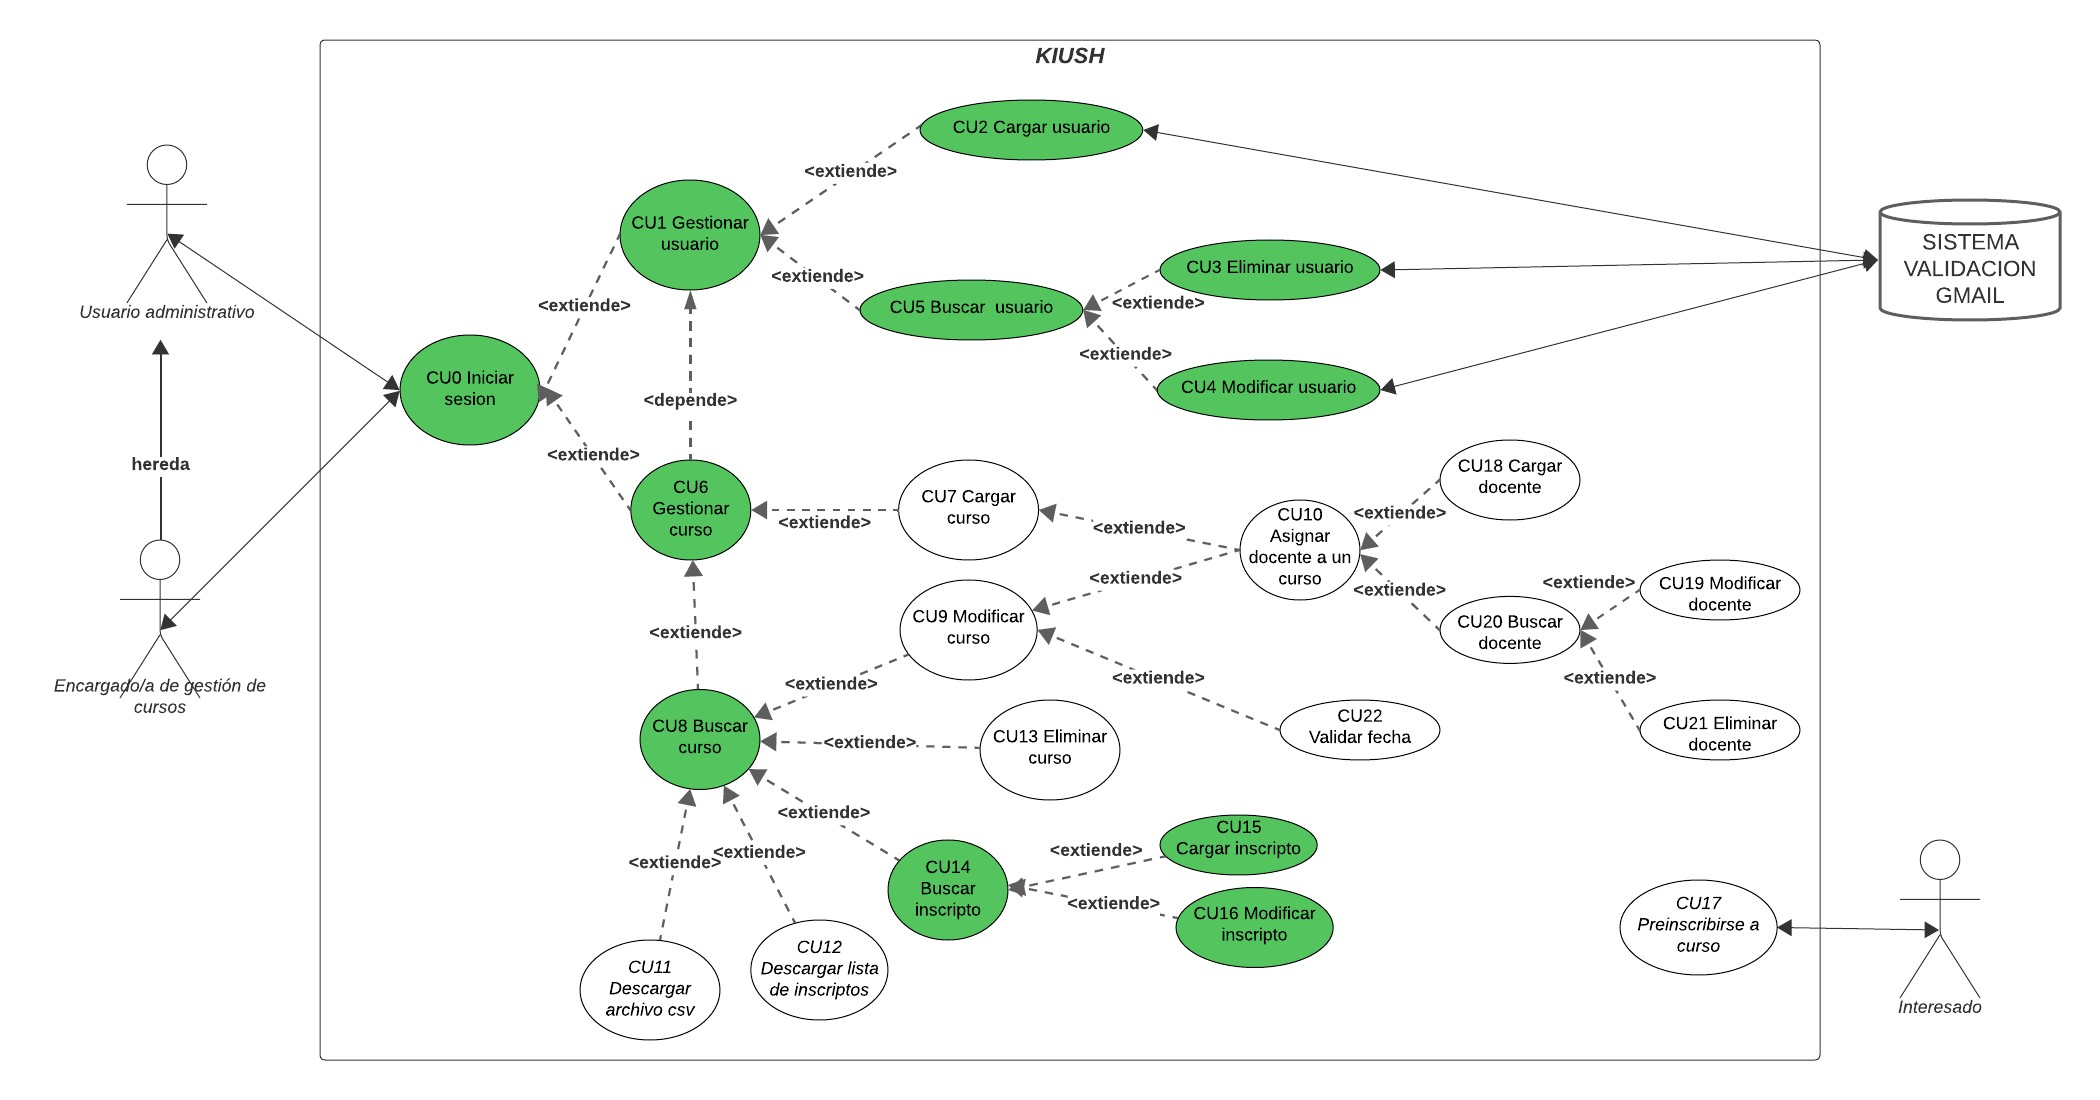 KIUSH
CU2 Cargar usuario
<extiende>
CU1 Gestionar
usuario
SISTEMA
VALIDACION
GMAIL
<extiende>
CU3 Eliminar usuario
Usuario administrativo
<extiende>
CU5 Buscar  usuario
<extiende>
<extiende>
CU0 Iniciar
sesion
CU4 Modificar usuario
<depende>
hereda
<extiende>
CU6
Gestionar
curso
CU7 Cargar
curso
<extiende>
CU18 Cargar
docente
<extiende>
<extiende>
CU10
Asignar
docente a un
curso
<extiende>
<extiende>
CU19 Modificar
docente
<extiende>
<extiende>
CU9 Modificar
curso
CU20 Buscar
docente
<extiende>
Encargado/a de gestión de
cursos
<extiende>
<extiende>
<extiende>
CU8 Buscar
curso
<extiende>
CU13 Eliminar
curso
CU22
Validar fecha
CU21 Eliminar
docente
<extiende>
<extiende>
<extiende>
CU14
Buscar
inscripto
<extiende>
CU15
Cargar inscripto
<extiende>
CU16 Modificar
inscripto
CU11
Descargar
archivo csv
CU12
Descargar lista
de inscriptos
CU17
Preinscribirse a
curso
Interesado